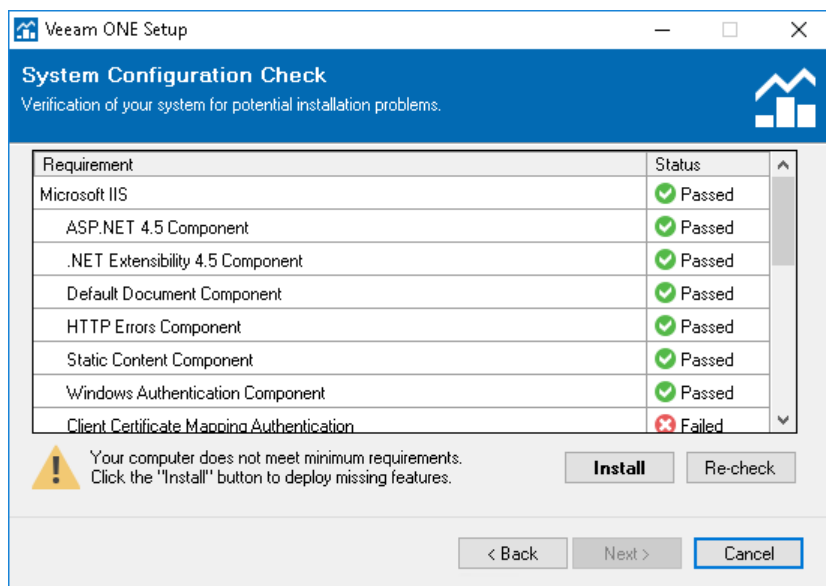 Veeam ONE Setup
System Configuration Check
Verification of your system for potential installation problems.
Requirement Status
Microsoft IIS Passed
ASP.NET 4.5 Component Passed
.NET Extensibility 4.5 Component Passed
Default Document Component Passed
HTTP Errors Component Passed
Static Content Component Passed
Windows Authentication Component Passed
Client Certificate Mapping Authentication Failed
Your computer does not meet minimum requirements.
Click the "Install" button to deploy missing features.
Install Re-check
< Back Next > Cancel